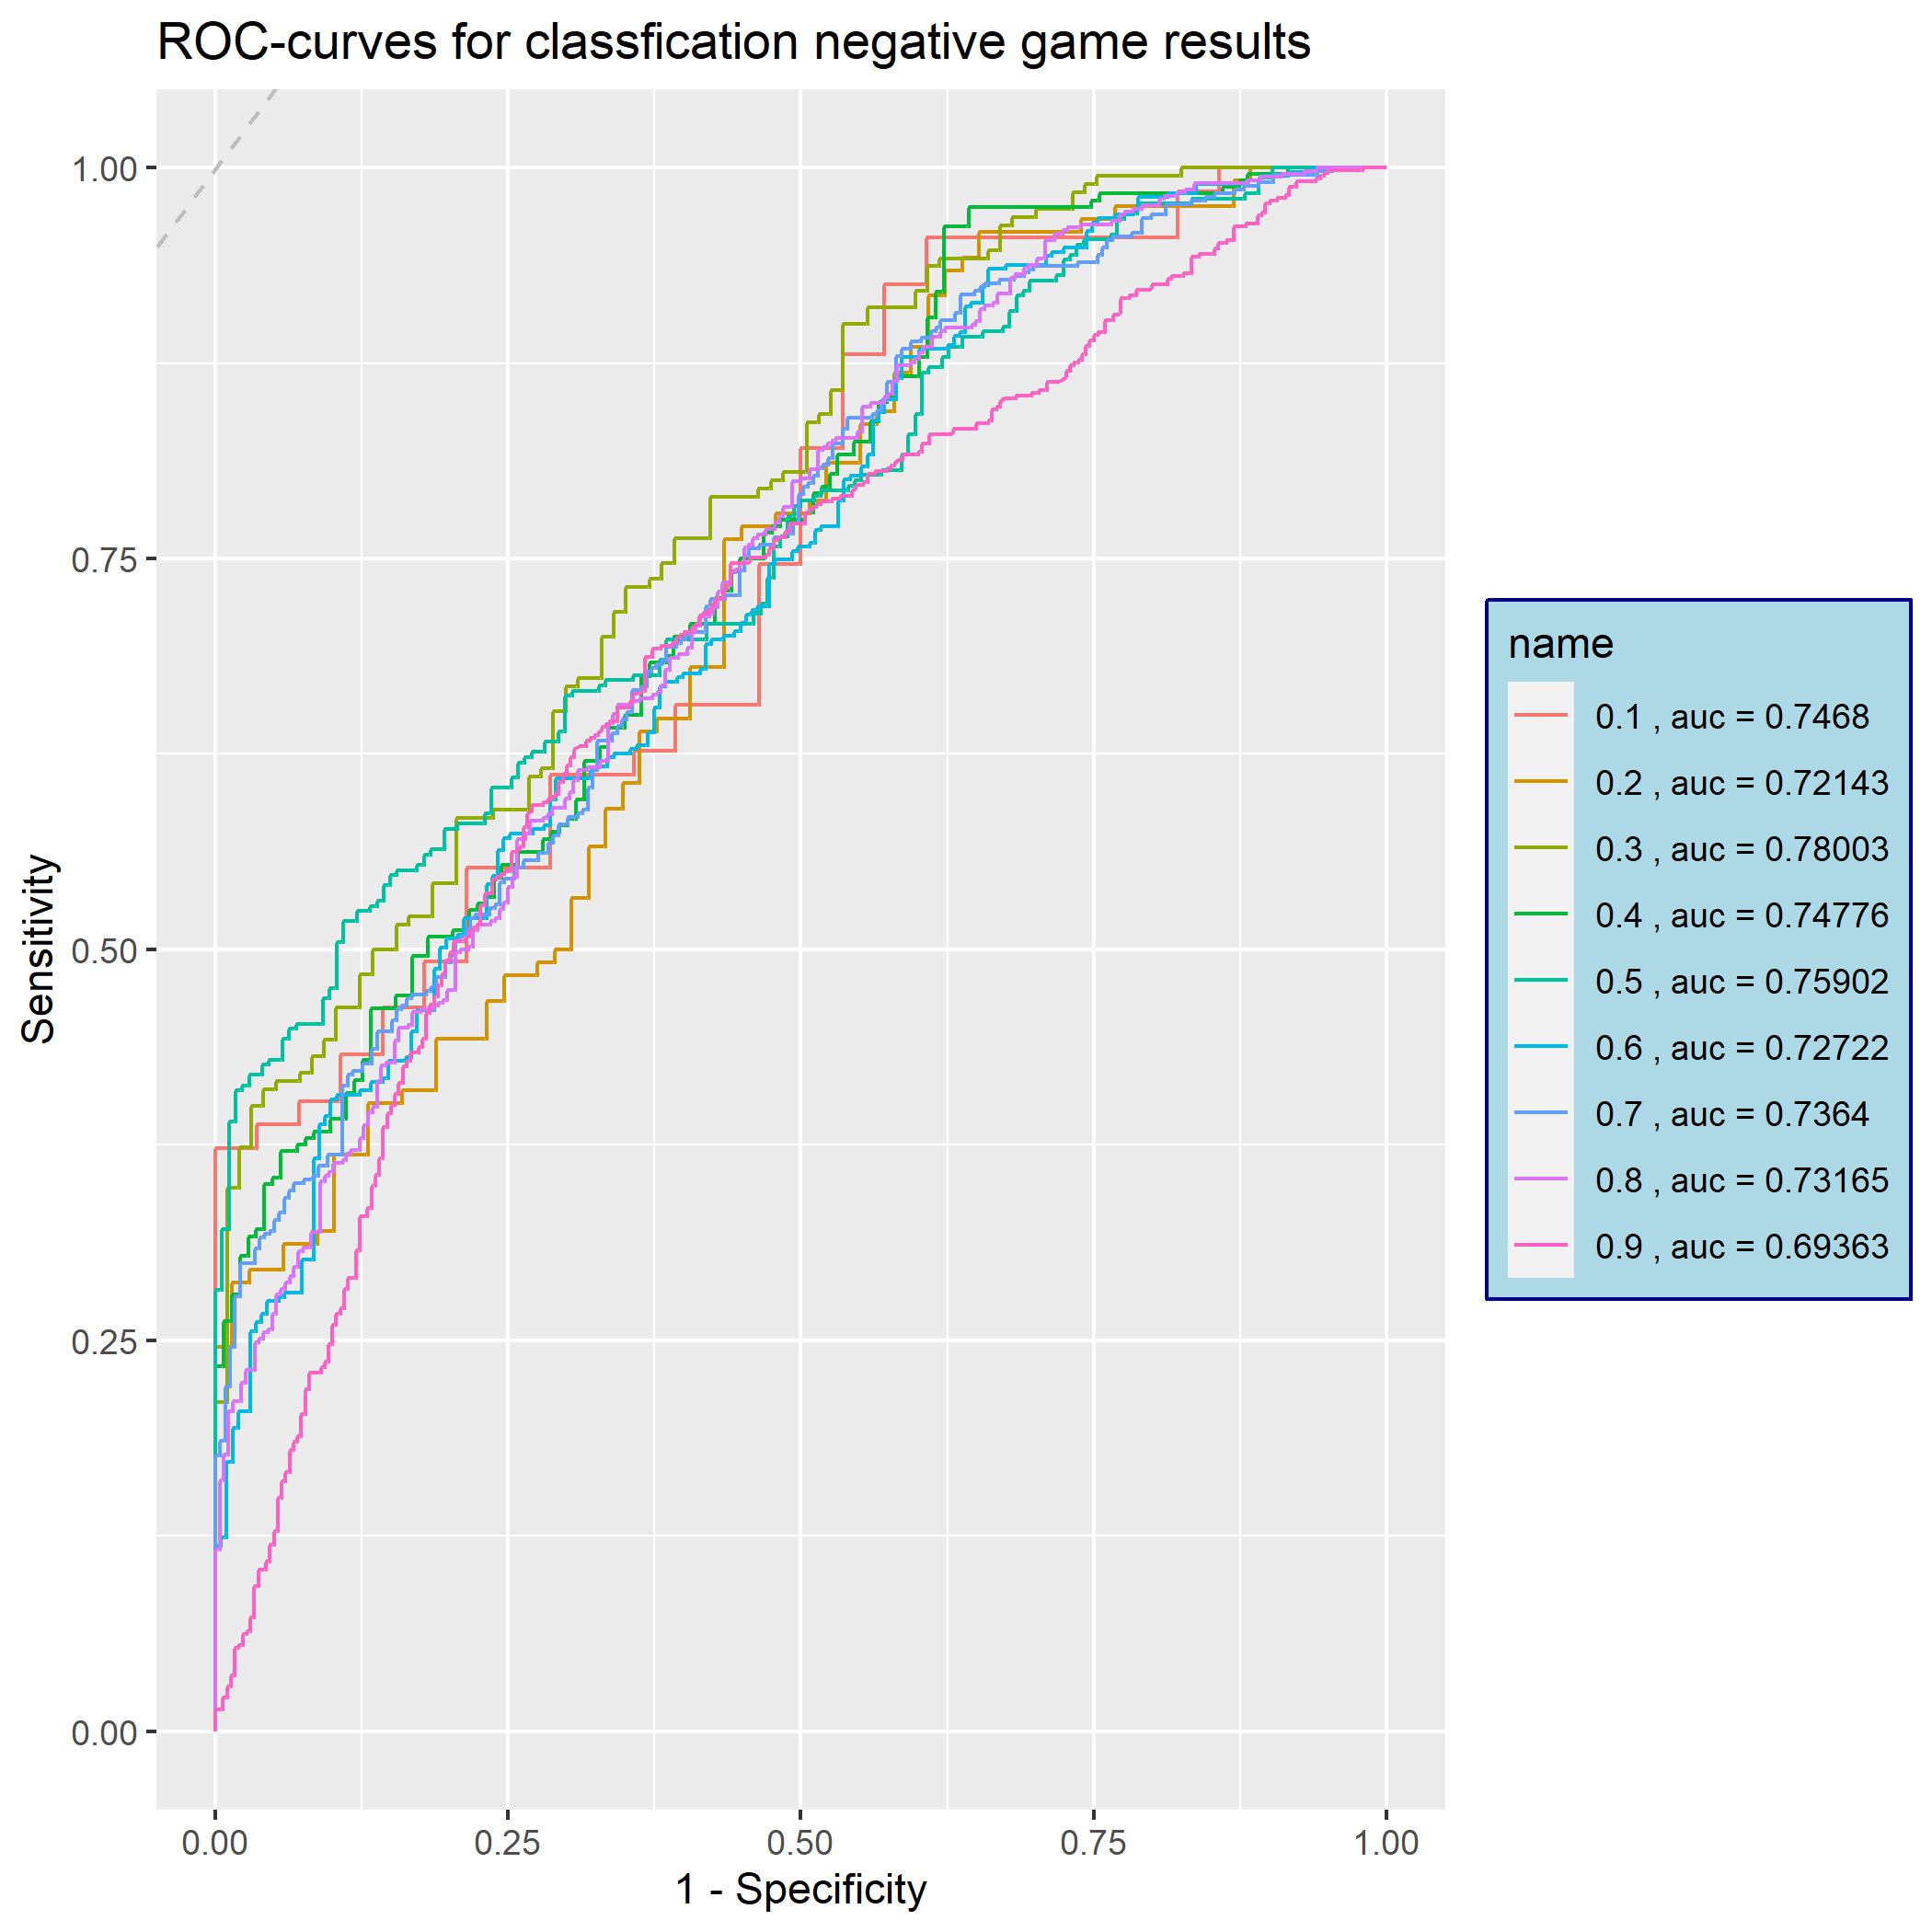 ROC-curves for classfication negative game results
1.00
0.75
0.50
0.25
0.00
Sensitivity
0.00 0.25 0.50 0.75 1.00
1 - Specificity
name
0.1 , auc = 0.7468
0.2 , auc = 0.72143
0.3 , auc = 0.78003
0.4 , auc = 0.74776
0.5 , auc = 0.75902
0.6 , auc = 0.72722
0.7 , auc = 0.7364
0.8 , auc = 0.73165
0.9 , auc = 0.69363